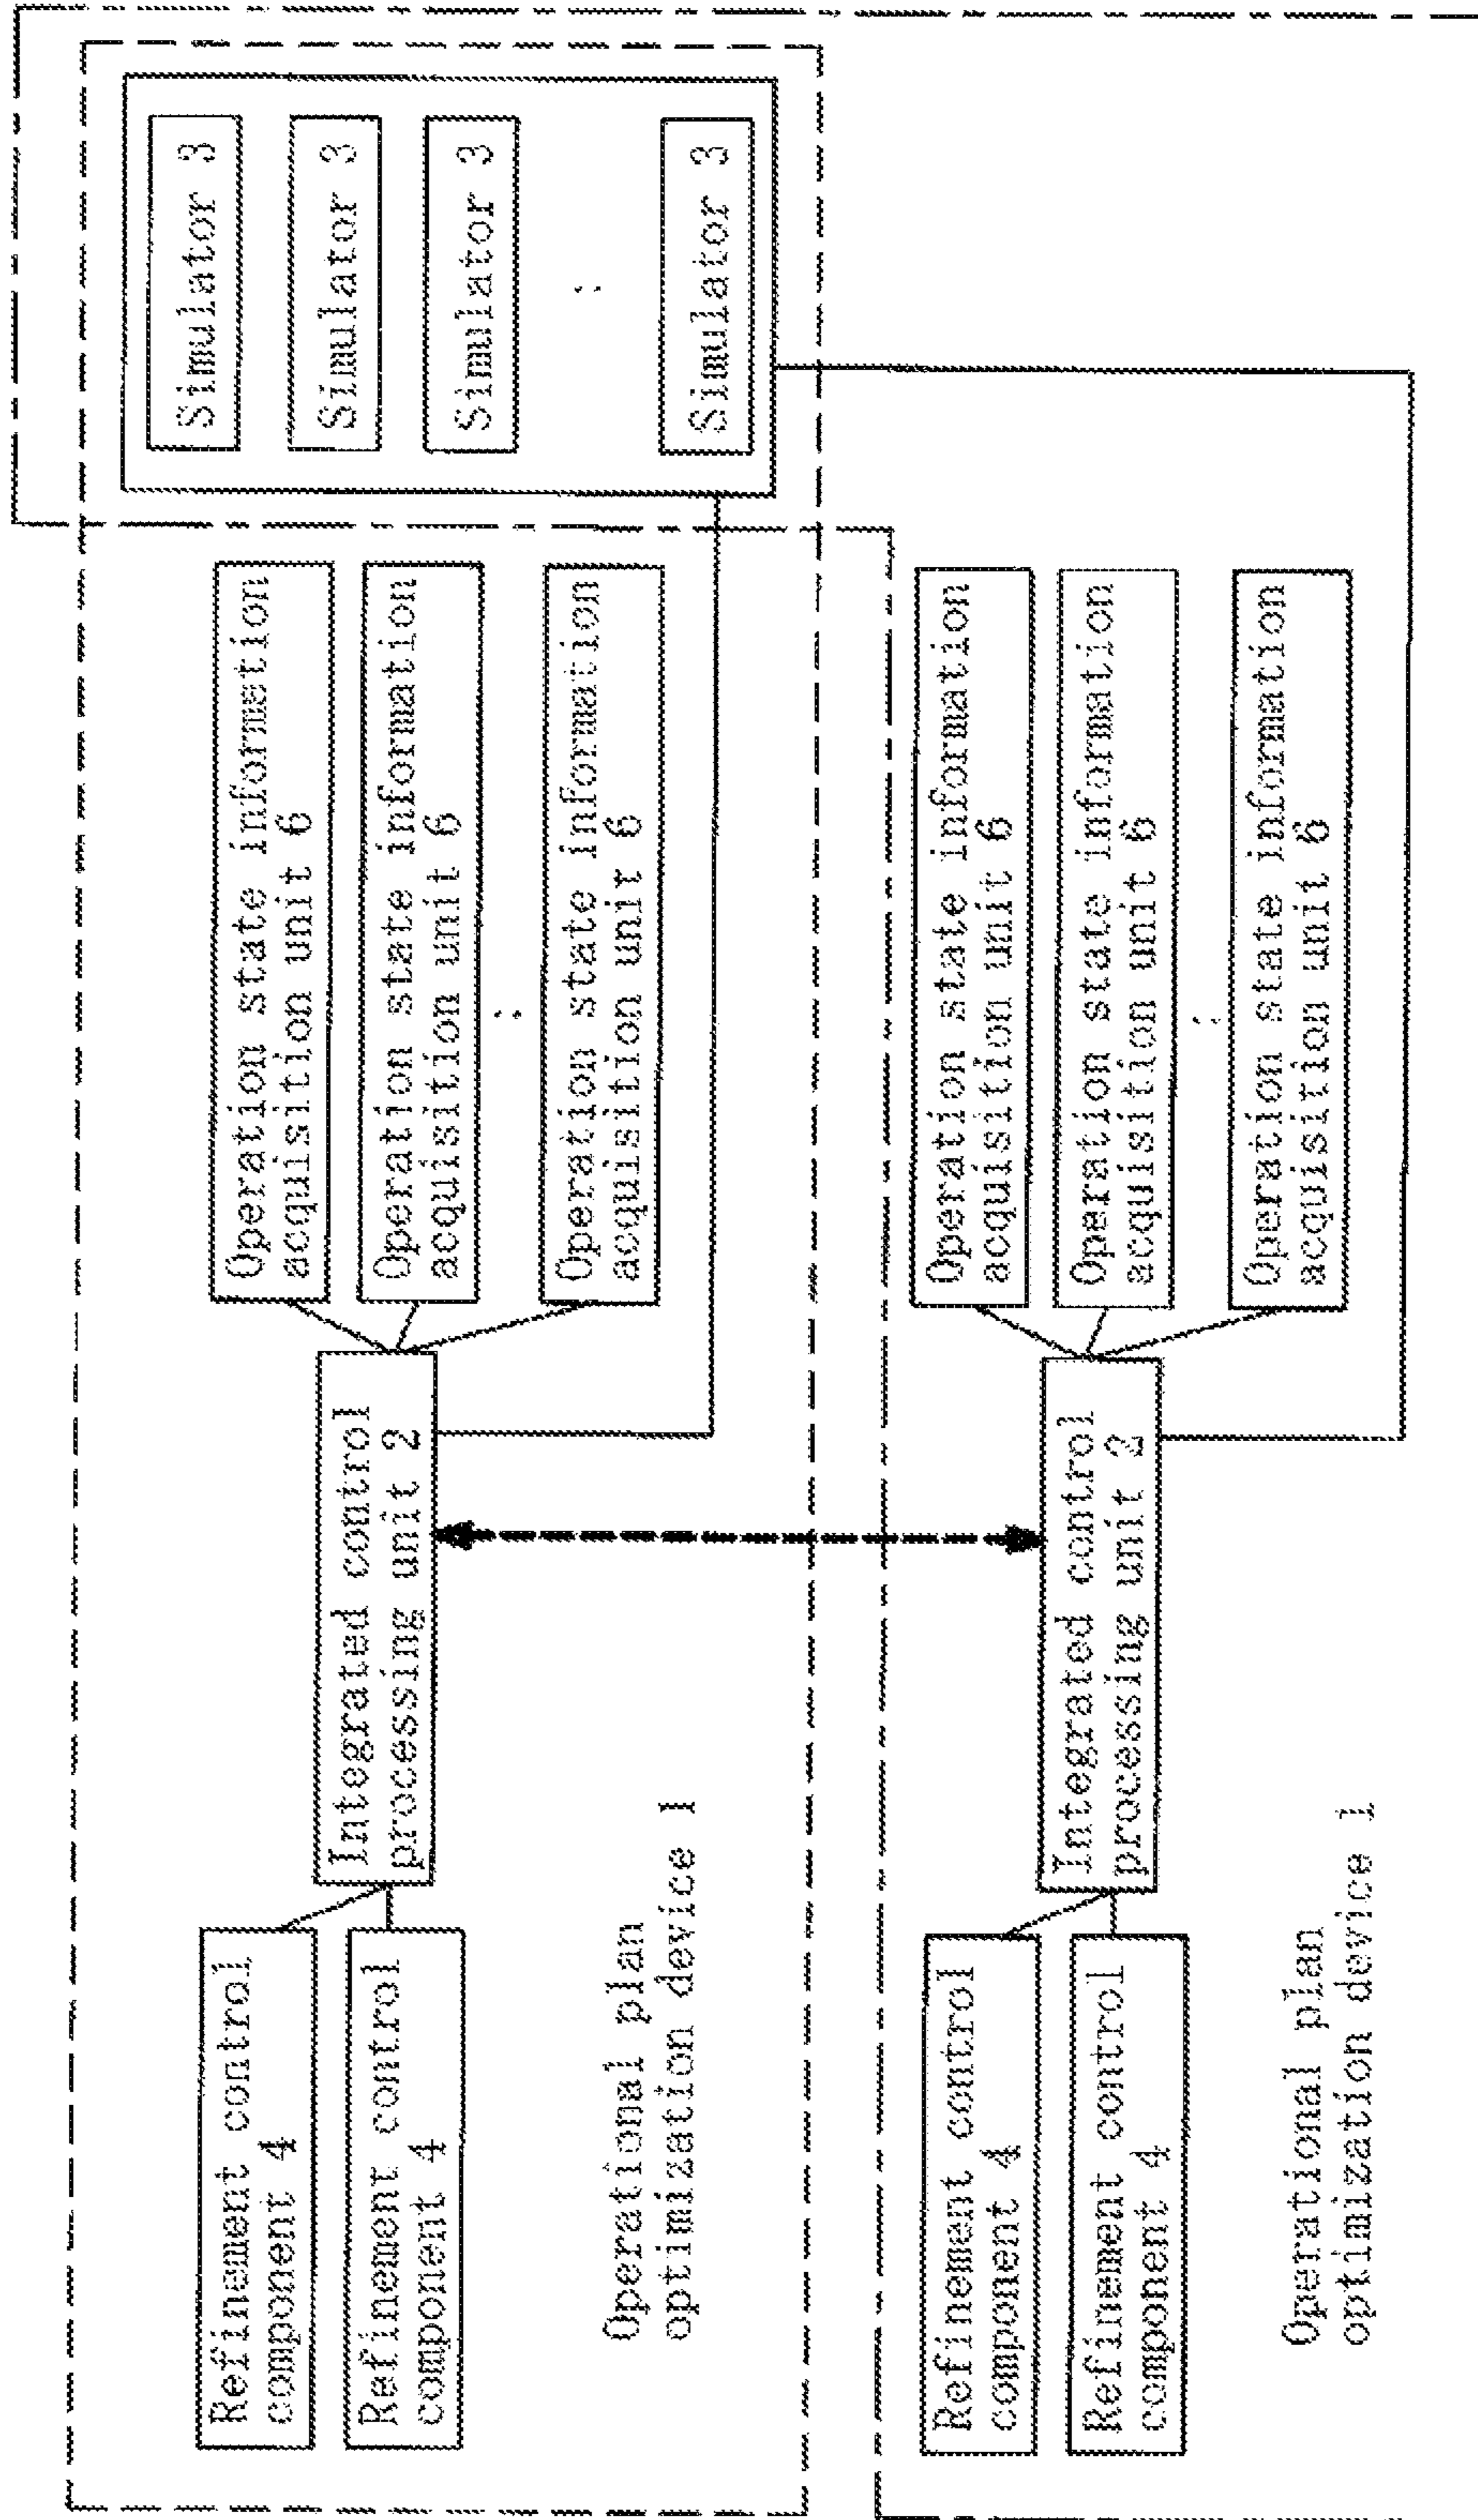 Refinement control
component 4
Refinement control
component 4
Integrated control
processing unit 2
Operation state information
acquisition unit 6
Operation state information
acquisition unit 6
Operation state information
acquisition unit 6
Simulator 3
Simulator 3
Simulator 3
Simulator 3
Operational plan
optimization device 1
Refinement control
component 4
Refinement control
component 4
Integrated control
processing unit 2
Operation state information
acquisition unit 6
Operation state information
acquisition unit 6
Operation state information
acquisition unit 6
Operational plan
optimization device 1